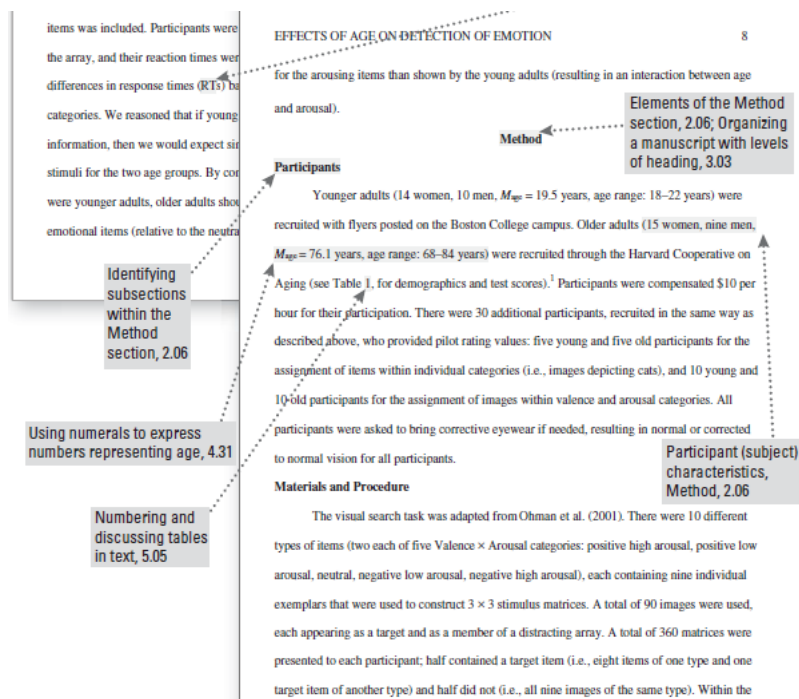 items was included. Participants were
the array, and their reaction times wer
differences in response times (RTs) ba
categories. We reasoned that if young
information, then we would expect sir
stimuli for the two age groups. By cor
were younger adults, older adults shou
emotional items (relative to the neutra
Identifying
subsections
within the
Method
section, 2.06
Using numerals to express
numbers representing age, 4.31
Numbering and
discussing tables
in text, 5.05
EFFECTS OF AGE ON DETECTION OF EMOTION 8
for the arousing items than shown by the young adults (resulting in an interaction between age
and arousal).
Method
Elements of the Method
section, 2.06; Organizing
a manuscript with levels
of heading, 3.03
Participants
Younger adults (14 women, 10 men, Mage = 19.5 years, age range: 18–22 years) were
recruited with flyers posted on the Boston College campus. Older adults (15 women, nine men,
Mage = 76.1 years, age range: 68–84 years) were recruited through the Harvard Cooperative on
Aging (see Table 1, for demographics and test scores).¹ Participants were compensated $10 per
hour for their participation. There were 30 additional participants, recruited in the same way as
described above, who provided pilot rating values: five young and five old participants for the
assignment of items within individual categories (i.e., images depicting cats), and 10 young and
10 old participants for the assignment of images within valence and arousal categories. All
participants were asked to bring corrective eyewear if needed, resulting in normal or corrected
to normal vision for all participants.
Participant (subject)
characteristics,
Method, 2.06
Materials and Procedure
The visual search task was adapted from Ohman et al. (2001). There were 10 different
types of items (two each of five Valence × Arousal categories: positive high arousal, positive low
arousal, neutral, negative low arousal, negative high arousal), each containing nine individual
exemplars that were used to construct 3 × 3 stimulus matrices. A total of 90 images were used,
each appearing as a target and as a member of a distracting array. A total of 360 matrices were
presented to each participant; half contained a target item (i.e., eight items of one type and one
target item of another type) and half did not (i.e., all nine images of the same type). Within the